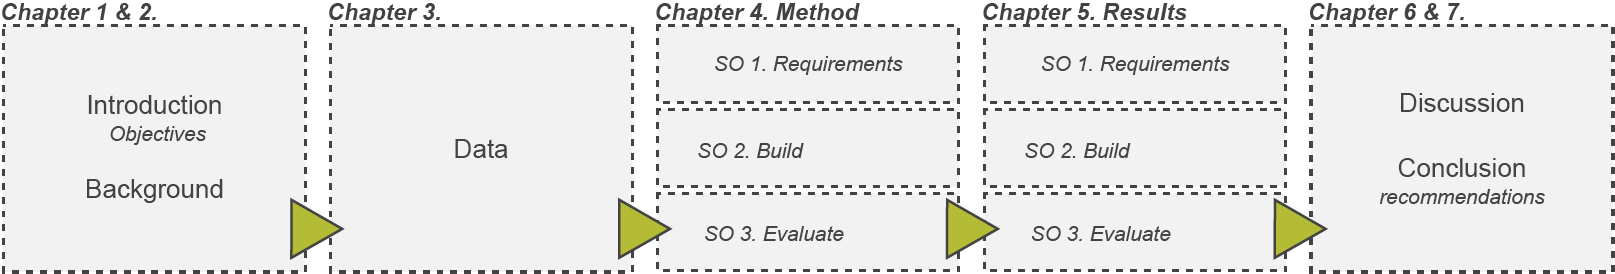 Chapter 1 & 2.
Introduction
Objectives
Background
Chapter 3.
Data
Chapter 4. Method
SO 1. Requirements
SO 2. Build
SO 3. Evaluate
Chapter 5. Results
SO 1. Requirements
SO 2. Build
SO 3. Evaluate
Chapter 6 & 7.
Discussion
Conclusion
recommendations